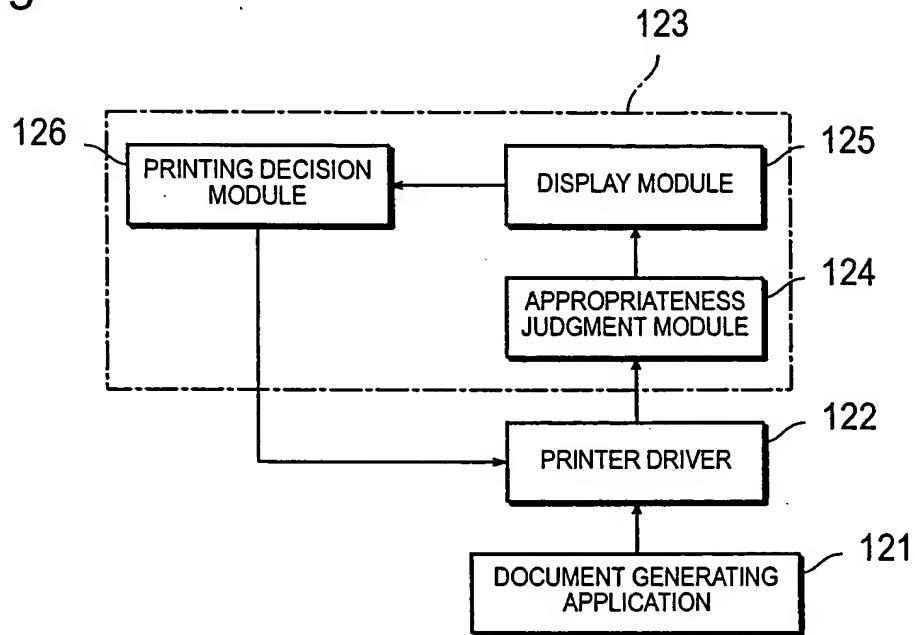 123
126
PRINTING DECISION
MODULE
125
DISPLAY MODULE
124
APPROPRIATENESS
JUDGMENT MODULE
122
PRINTER DRIVER
121
DOCUMENT GENERATING
APPLICATION